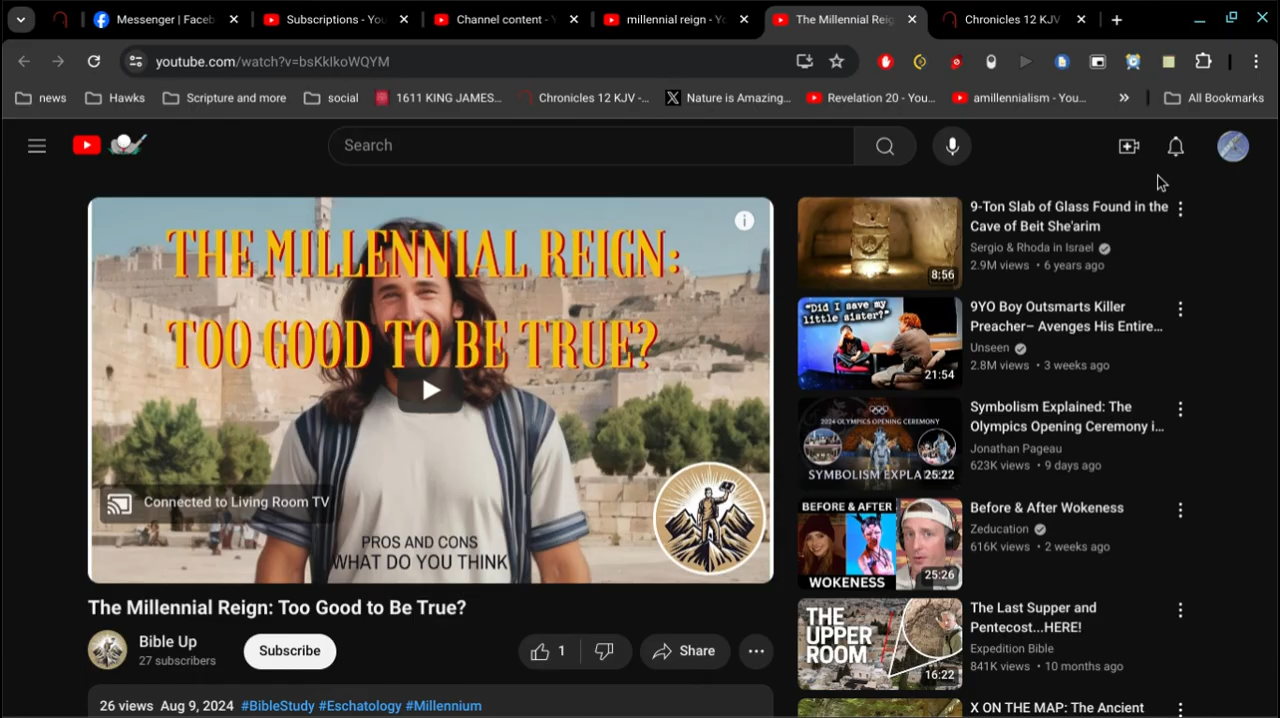 Messenger | Faceb
Subscriptions - You
Channel content - Y
millennial reign - Yo
The Millennial Reig
Chronicles 12 KJV
youtube.com/watch?v=bsKklkoWQYM
news
Hawks
Scripture and more
social
1611 KING JAMES...
Chronicles 12 KJV -...
Nature is Amazing...
Revelation 20 - You...
amillennialism - You...
All Bookmarks
Search
THE MILLENNIAL REIGN:
TOO GOOD TO BE TRUE?
Connected to Living Room TV
PROS AND CONS
WHAT DO YOU THINK
The Millennial Reign: Too Good to Be True?
Bible Up
27 subscribers
Subscribe
1
Share
26 views Aug 9, 2024 #BibleStudy #Eschatology #Millennium
8:56
9-Ton Slab of Glass Found in the
Cave of Beit She'arim
Sergio & Rhoda in Israel
2.9M views • 6 years ago
"Did I save my
little sister?"
21:54
9YO Boy Outsmarts Killer
Preacher– Avenges His Entire...
Unseen
2.8M views • 3 weeks ago
2024 OLYMPICS OPENING CEREMONY
SYMBOLISM EXPLA
25:22
Symbolism Explained: The
Olympics Opening Ceremony i...
Jonathan Pageau
623K views • 9 days ago
BEFORE & AFTER
WOKENESS
25:26
Before & After Wokeness
Zeducation
616K views • 2 weeks ago
THE
UPPER
ROOM
16:22
The Last Supper and
Pentecost...HERE!
Expedition Bible
841K views • 10 months ago
X ON THE MAP: The Ancient